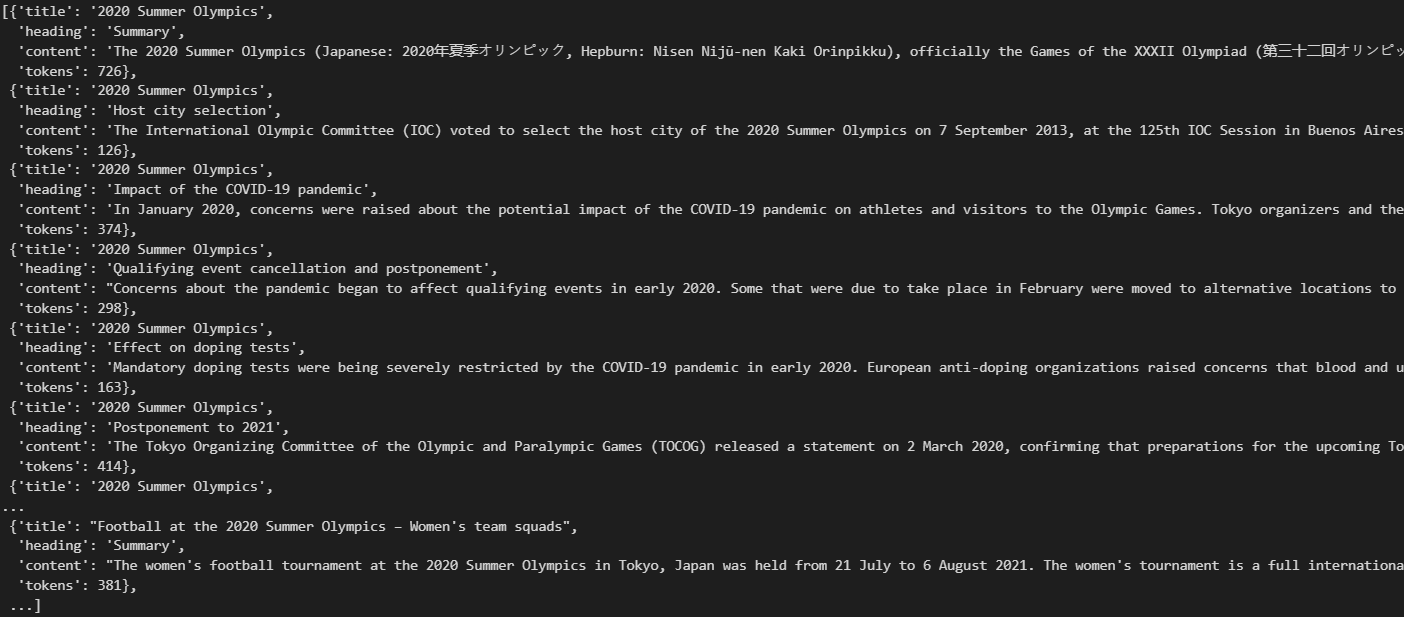 [{'title': '2020 Summer Olympics',
'heading': 'Summary',
'content': 'The 2020 Summer Olympics (Japanese: 2020年夏季オリンピック, Hepburn: Nisen Nijū-nen Kaki Orinpikku), officially the Games of the XXXII Olympiad (第三十二回オリンピッ
'tokens': 726},
{'title': '2020 Summer Olympics',
'heading': 'Host city selection',
'content': 'The International Olympic Committee (IOC) voted to select the host city of the 2020 Summer Olympics on 7 September 2013, at the 125th IOC Session in Buenos Aires
'tokens': 126},
{'title': '2020 Summer Olympics',
'heading': 'Impact of the COVID-19 pandemic',
'content': 'In January 2020, concerns were raised about the potential impact of the COVID-19 pandemic on athletes and visitors to the Olympic Games. Tokyo organizers and the
'tokens': 374},
{'title': '2020 Summer Olympics',
'heading': 'Qualifying event cancellation and postponement',
'content': "Concerns about the pandemic began to affect qualifying events in early 2020. Some that were due to take place in February were moved to alternative locations to
'tokens': 298},
{'title': '2020 Summer Olympics',
'heading': 'Effect on doping tests',
'content': 'Mandatory doping tests were being severely restricted by the COVID-19 pandemic in early 2020. European anti-doping organizations raised concerns that blood and u
'tokens': 163},
{'title': '2020 Summer Olympics',
'heading': 'Postponement to 2021',
'content': 'The Tokyo Organizing Committee of the Olympic and Paralympic Games (TOCOG) released a statement on 2 March 2020, confirming that preparations for the upcoming To
'tokens': 414},
{'title': '2020 Summer Olympics',
...
{'title': "Football at the 2020 Summer Olympics – Women's team squads",
'heading': 'Summary',
'content': "The women's football tournament at the 2020 Summer Olympics in Tokyo, Japan was held from 21 July to 6 August 2021. The women's tournament is a full internationa
'tokens': 381},
...]